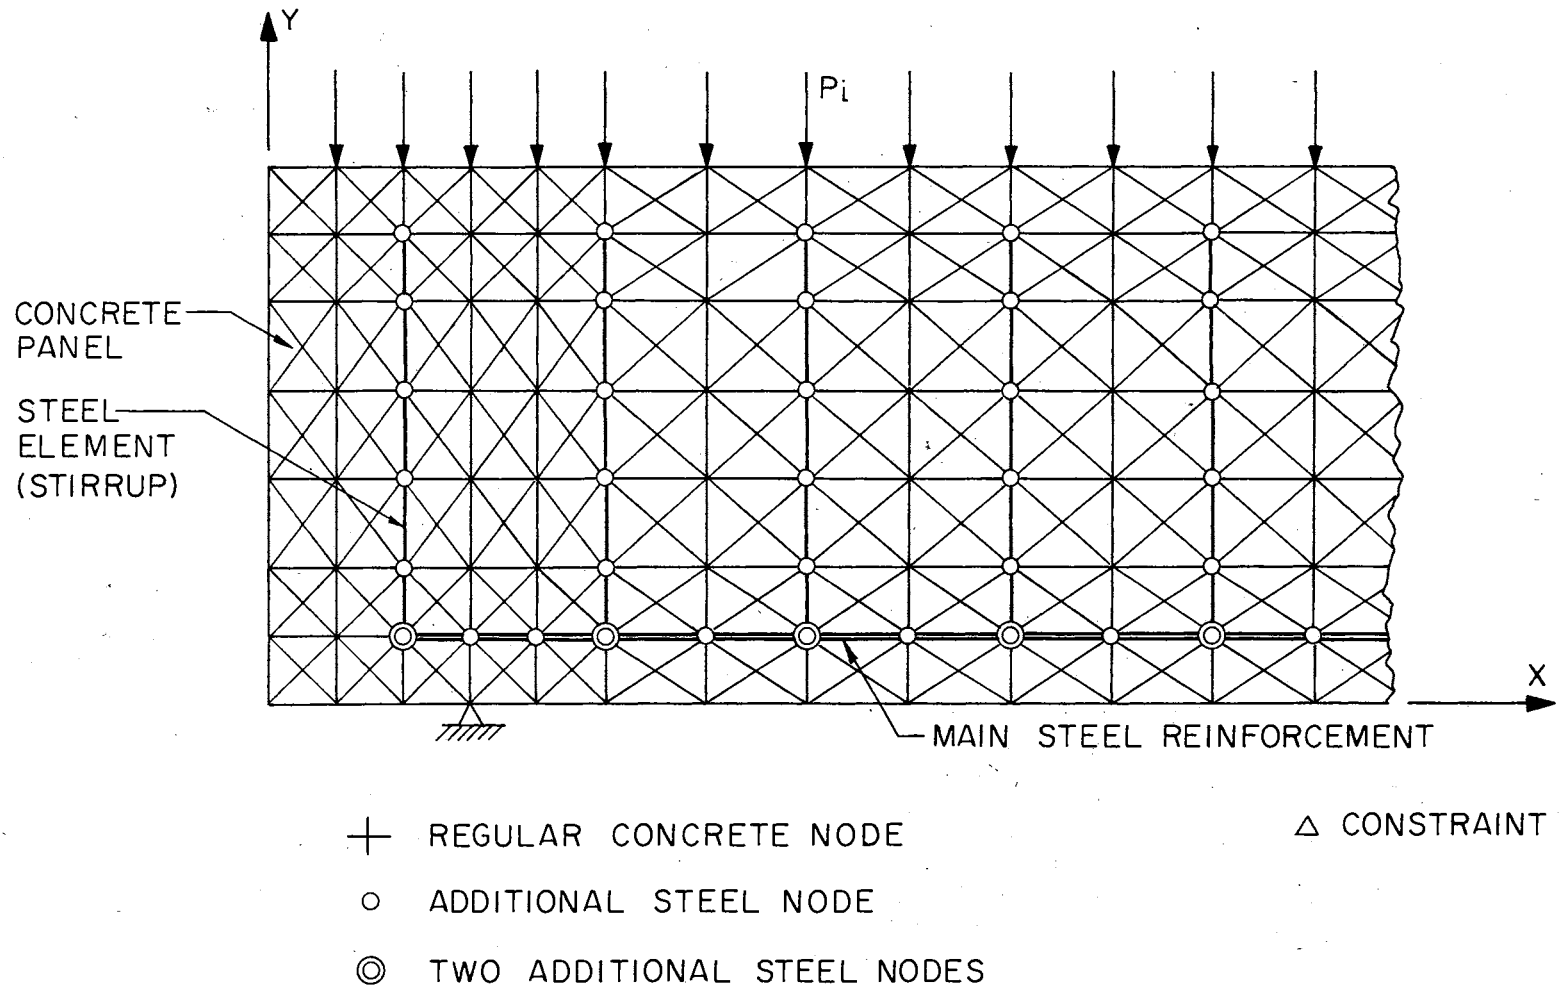 Y
Pi
CONCRETE
PANEL
STEEL
ELEMENT
(STIRRUP)
X
MAIN STEEL REINFORCEMENT
REGULAR CONCRETE NODE
CONSTRAINT
ADDITIONAL STEEL NODE
TWO ADDITIONAL STEEL NODES